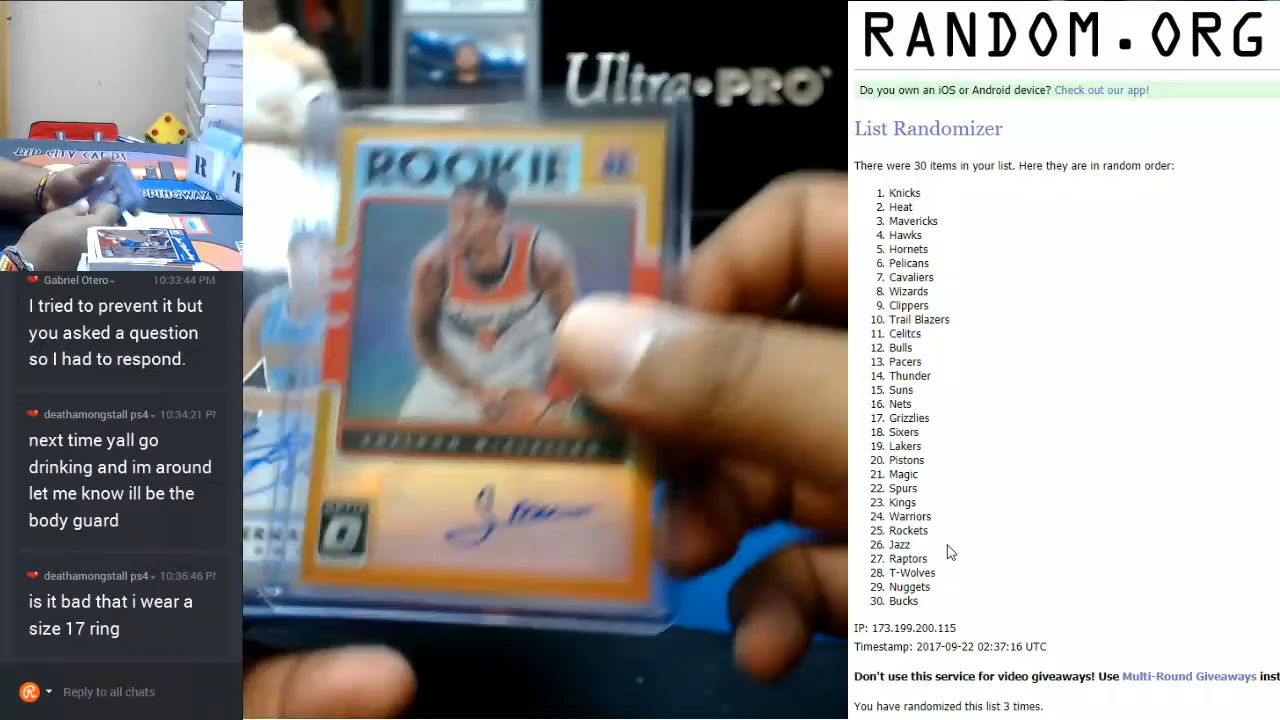 RIP CITY CARDS
Gabriel Otero
10:33:44 PM
I tried to prevent it but
you asked a question
so I had to respond.
deathamongstall ps4
10:34:21 PM
next time yall go
drinking and im around
let me know ill be the
body guard
deathamongstall ps4
10:36:46 PM
is it bad that i wear a
size 17 ring
Reply to all chats
Ultra•PRO
ROOKIE
RANDOM.ORG
Do you own an iOS or Android device? Check out our app!
List Randomizer
There were 30 items in your list. Here they are in random order:
1. Knicks
2. Heat
3. Mavericks
4. Hawks
5. Hornets
6. Pelicans
7. Cavaliers
8. Wizards
9. Clippers
10. Trail Blazers
11. Celitcs
12. Bulls
13. Pacers
14. Thunder
15. Suns
16. Nets
17. Grizzlies
18. Sixers
19. Lakers
20. Pistons
21. Magic
22. Spurs
23. Kings
24. Warriors
25. Rockets
26. Jazz
27. Raptors
28. T-Wolves
29. Nuggets
30. Bucks
IP: 173.199.200.115
Timestamp: 2017-09-22 02:37:16 UTC
Don't use this service for video giveaways! Use Multi-Round Giveaways inst
You have randomized this list 3 times.